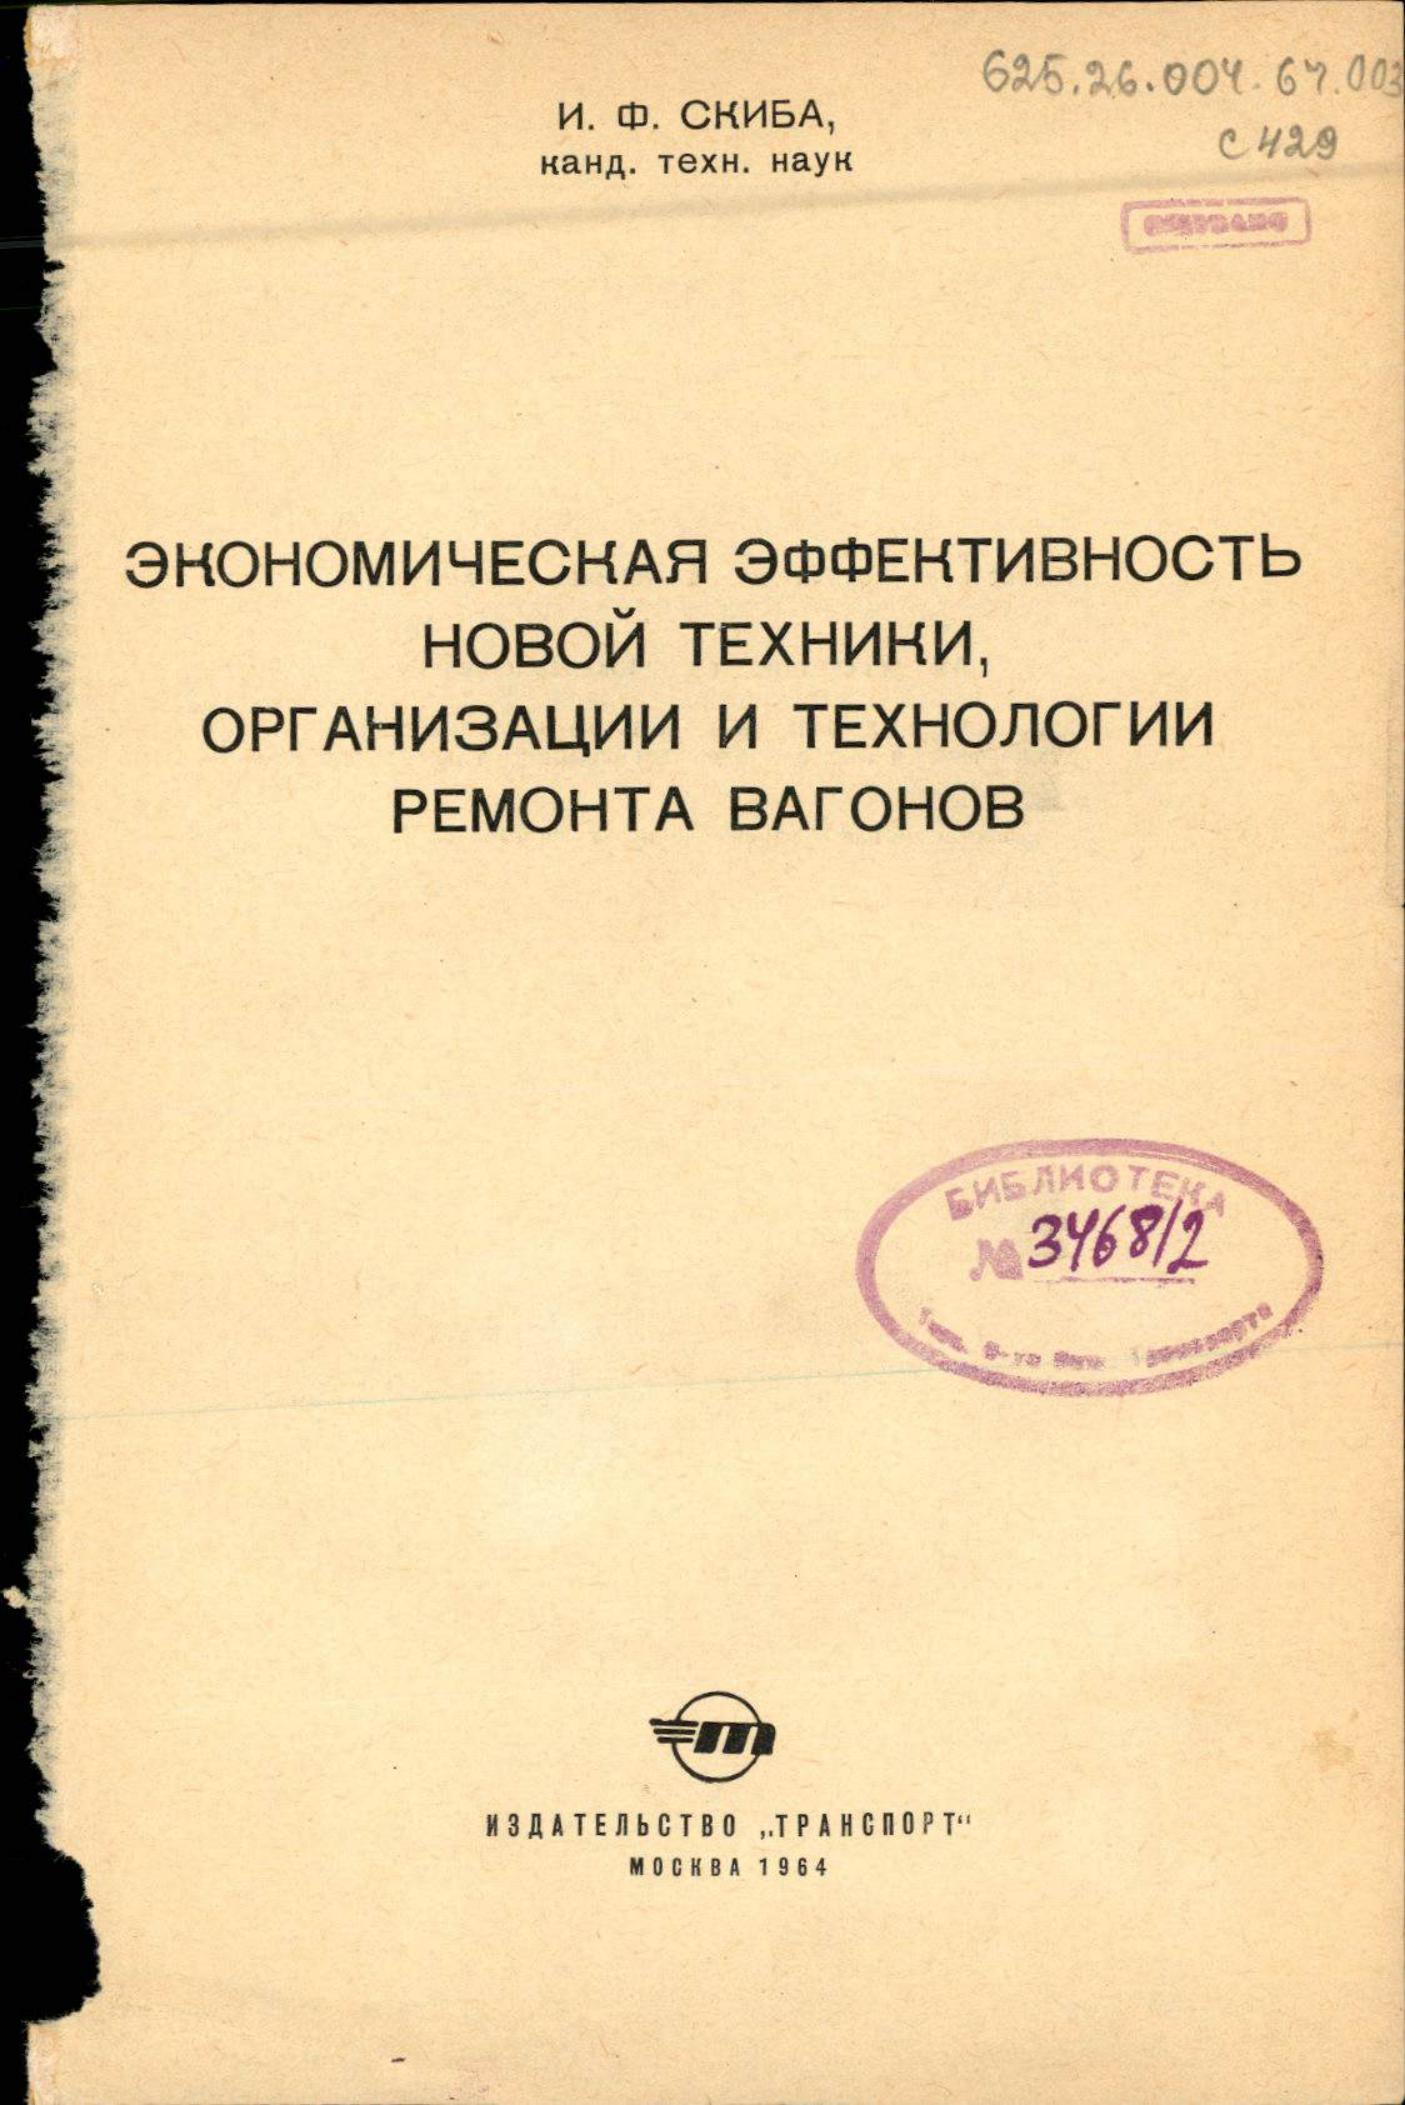 625.26.004.67.003
С 429
И. Ф. СКИБА,
канд. техн. наук
ЭКОНОМИЧЕСКАЯ ЭФФЕКТИВНОСТЬ
НОВОЙ ТЕХНИКИ,
ОРГАНИЗАЦИИ И ТЕХНОЛОГИИ
РЕМОНТА ВАГОНОВ
БИБЛИОТЕКА
№ 3468/2
т
ИЗДАТЕЛЬСТВО „ТРАНСПОРТ“
МОСКВА 1964